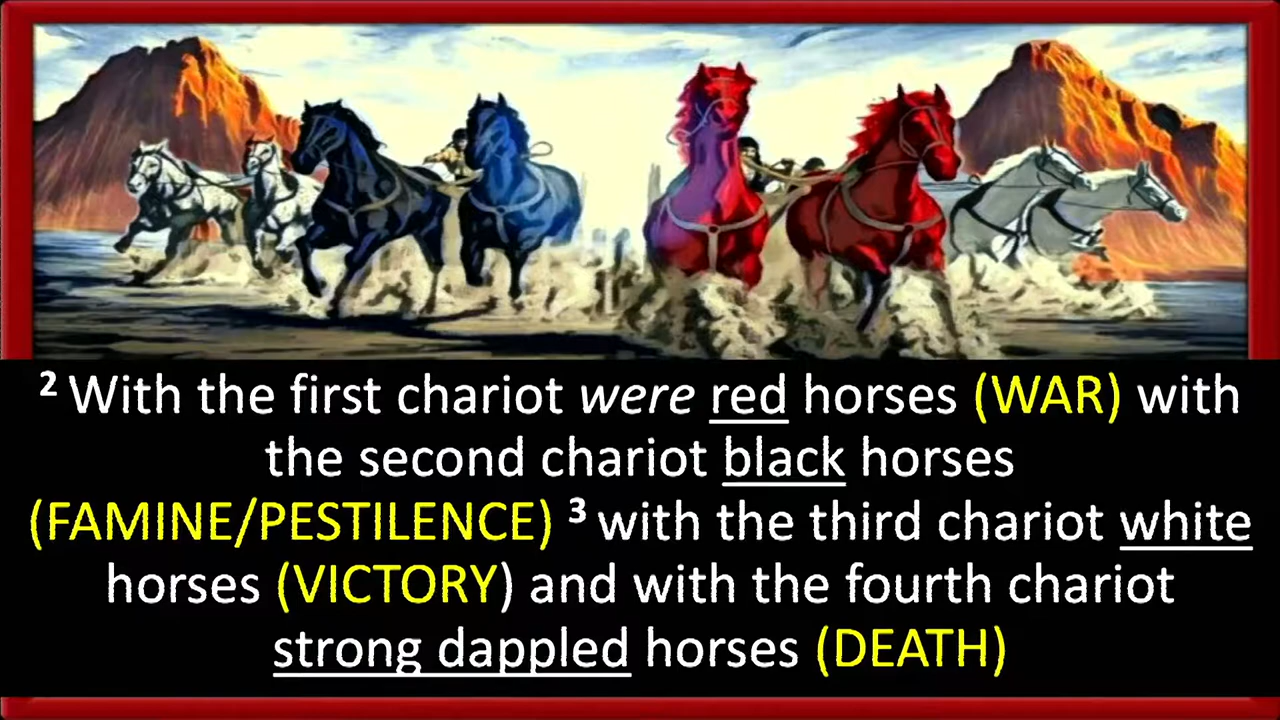 ² With the first chariot were red horses (WAR) with
the second chariot black horses
(FAMINE/PESTILENCE) ³ with the third chariot white
horses (VICTORY) and with the fourth chariot
strong dappled horses (DEATH)